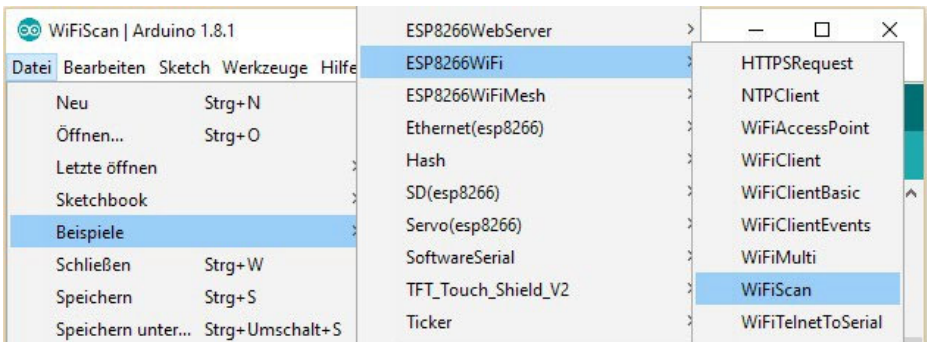 WiFiScan | Arduino 1.8.1
Datei Bearbeiten Sketch Werkzeuge Hilfe
Neu Strg+N
Öffnen... Strg+O
Letzte öffnen
Sketchbook
Beispiele
Schließen Strg+W
Speichern Strg+S
Speichern unter... Strg+Umschalt+S
ESP8266WebServer
ESP8266WiFi
ESP8266WiFiMesh
Ethernet(esp8266)
Hash
SD(esp8266)
Servo(esp8266)
SoftwareSerial
TFT_Touch_Shield_V2
Ticker
HTTPSRequest
NTPClient
WiFiAccessPoint
WiFiClient
WiFiClientBasic
WiFiClientEvents
WiFiMulti
WiFiScan
WiFiTelnetToSerial